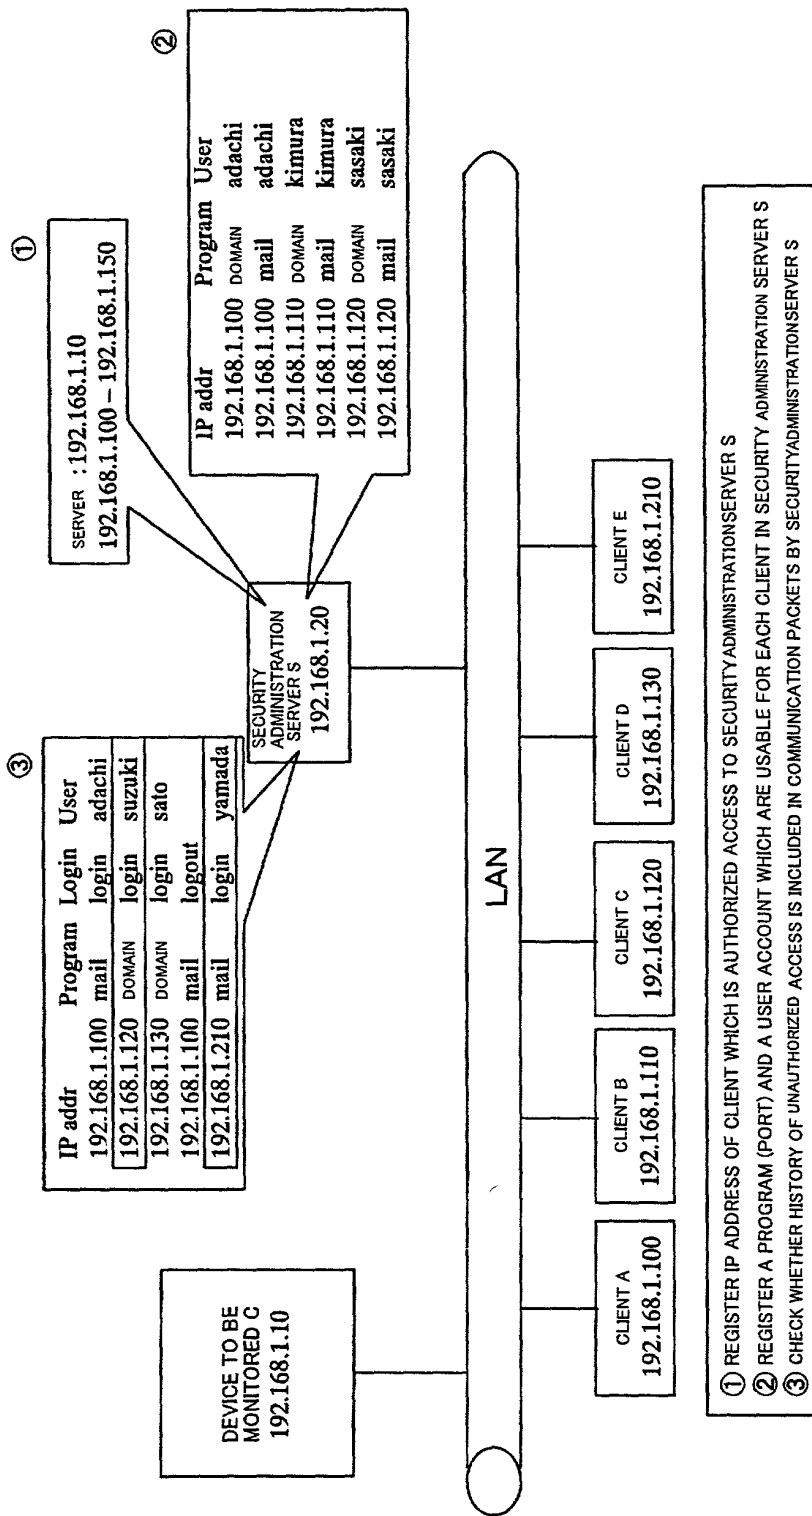 ③
IP addr Program Login User
192.168.1.100 mail login adachi
192.168.1.120 DOMAIN login suzuki
192.168.1.130 DOMAIN login sato
192.168.1.100 mail logout
192.168.1.210 mail login yamada
①
SERVER : 192.168.1.10
192.168.1.100 – 192.168.1.150
②
IP addr Program User
192.168.1.100 DOMAIN adachi
192.168.1.100 mail adachi
192.168.1.110 DOMAIN kimura
192.168.1.110 mail kimura
192.168.1.120 DOMAIN sasaki
192.168.1.120 mail sasaki
DEVICE TO BE
MONITORED C
192.168.1.10
SECURITY
ADMINISTRATION
SERVER S
192.168.1.20
LAN
CLIENT A
192.168.1.100
CLIENT B
192.168.1.110
CLIENT C
192.168.1.120
CLIENT D
192.168.1.130
CLIENT E
192.168.1.210
① REGISTER IP ADDRESS OF CLIENT WHICH IS AUTHORIZED ACCESS TO SECURITYADMINISTRATIONSERVER S
② REGISTER A PROGRAM (PORT) AND A USER ACCOUNT WHICH ARE USABLE FOR EACH CLIENT IN SECURITY ADMINISTRATION SERVER S
③ CHECK WHETHER HISTORY OF UNAUTHORIZED ACCESS IS INCLUDED IN COMMUNICATION PACKETS BY SECURITYADMINISTRATIONSERVER S